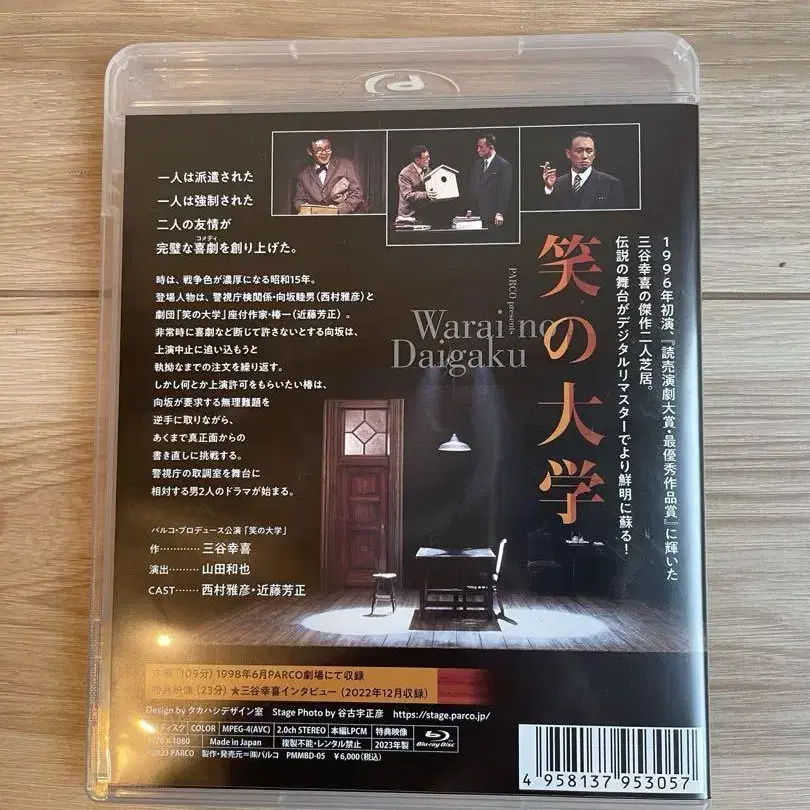 一人は派遣された
一人は強制された
二人の友情が
コメディ
完璧な喜劇を創り上げた。
時は、戦争色が濃厚になる昭和15年。
登場人物は、警視庁検閲係・向坂睦男（西村雅彦）と
劇団「笑の大学」座付作家・椿一（近藤芳正）。
非常時に喜劇など断じて許さないとする向坂は、
上演中止に追い込もうと
執拗なまでの注文を繰り返す。
しかし何とか上演許可をもらいたい椿は、
向坂が要求する無理難題を
逆手に取りながら、
あくまで真正面からの
書き直しに挑戦する。
警視庁の取調室を舞台に
相対する男2人のドラマが始まる。
パルコ・プロデュース公演「笑の大学」
作…………三谷幸喜
演出………山田和也
CAST……西村雅彦・近藤芳正
1996年初演、『読売演劇大賞・最優秀作品賞』に輝いた
三谷幸喜の傑作二人芝居。
伝説の舞台がデジタルリマスターでより鮮明に蘇る！
笑の大学
PARCO presents
Warai no
Daigaku
本編（109分）1998年6月PARCO劇場にて収録
特典映像（23分）★三谷幸喜インタビュー（2022年12月収録）
Design by タカハシデザイン室 Stage Photo by 谷古宇正彦 https://stage.parco.jp/
ディスク COLOR MPEG-4(AVC) 2.0ch STEREO 本編LPCM 特典映像 Blu-ray Disc
1920×1080 Made in Japan 複製不能・レンタル禁止 2023年製
©2023 PARCO 製作・発売元=㈱パルコ PMMBD-05 ¥6,000(税込)
4 958137 953057